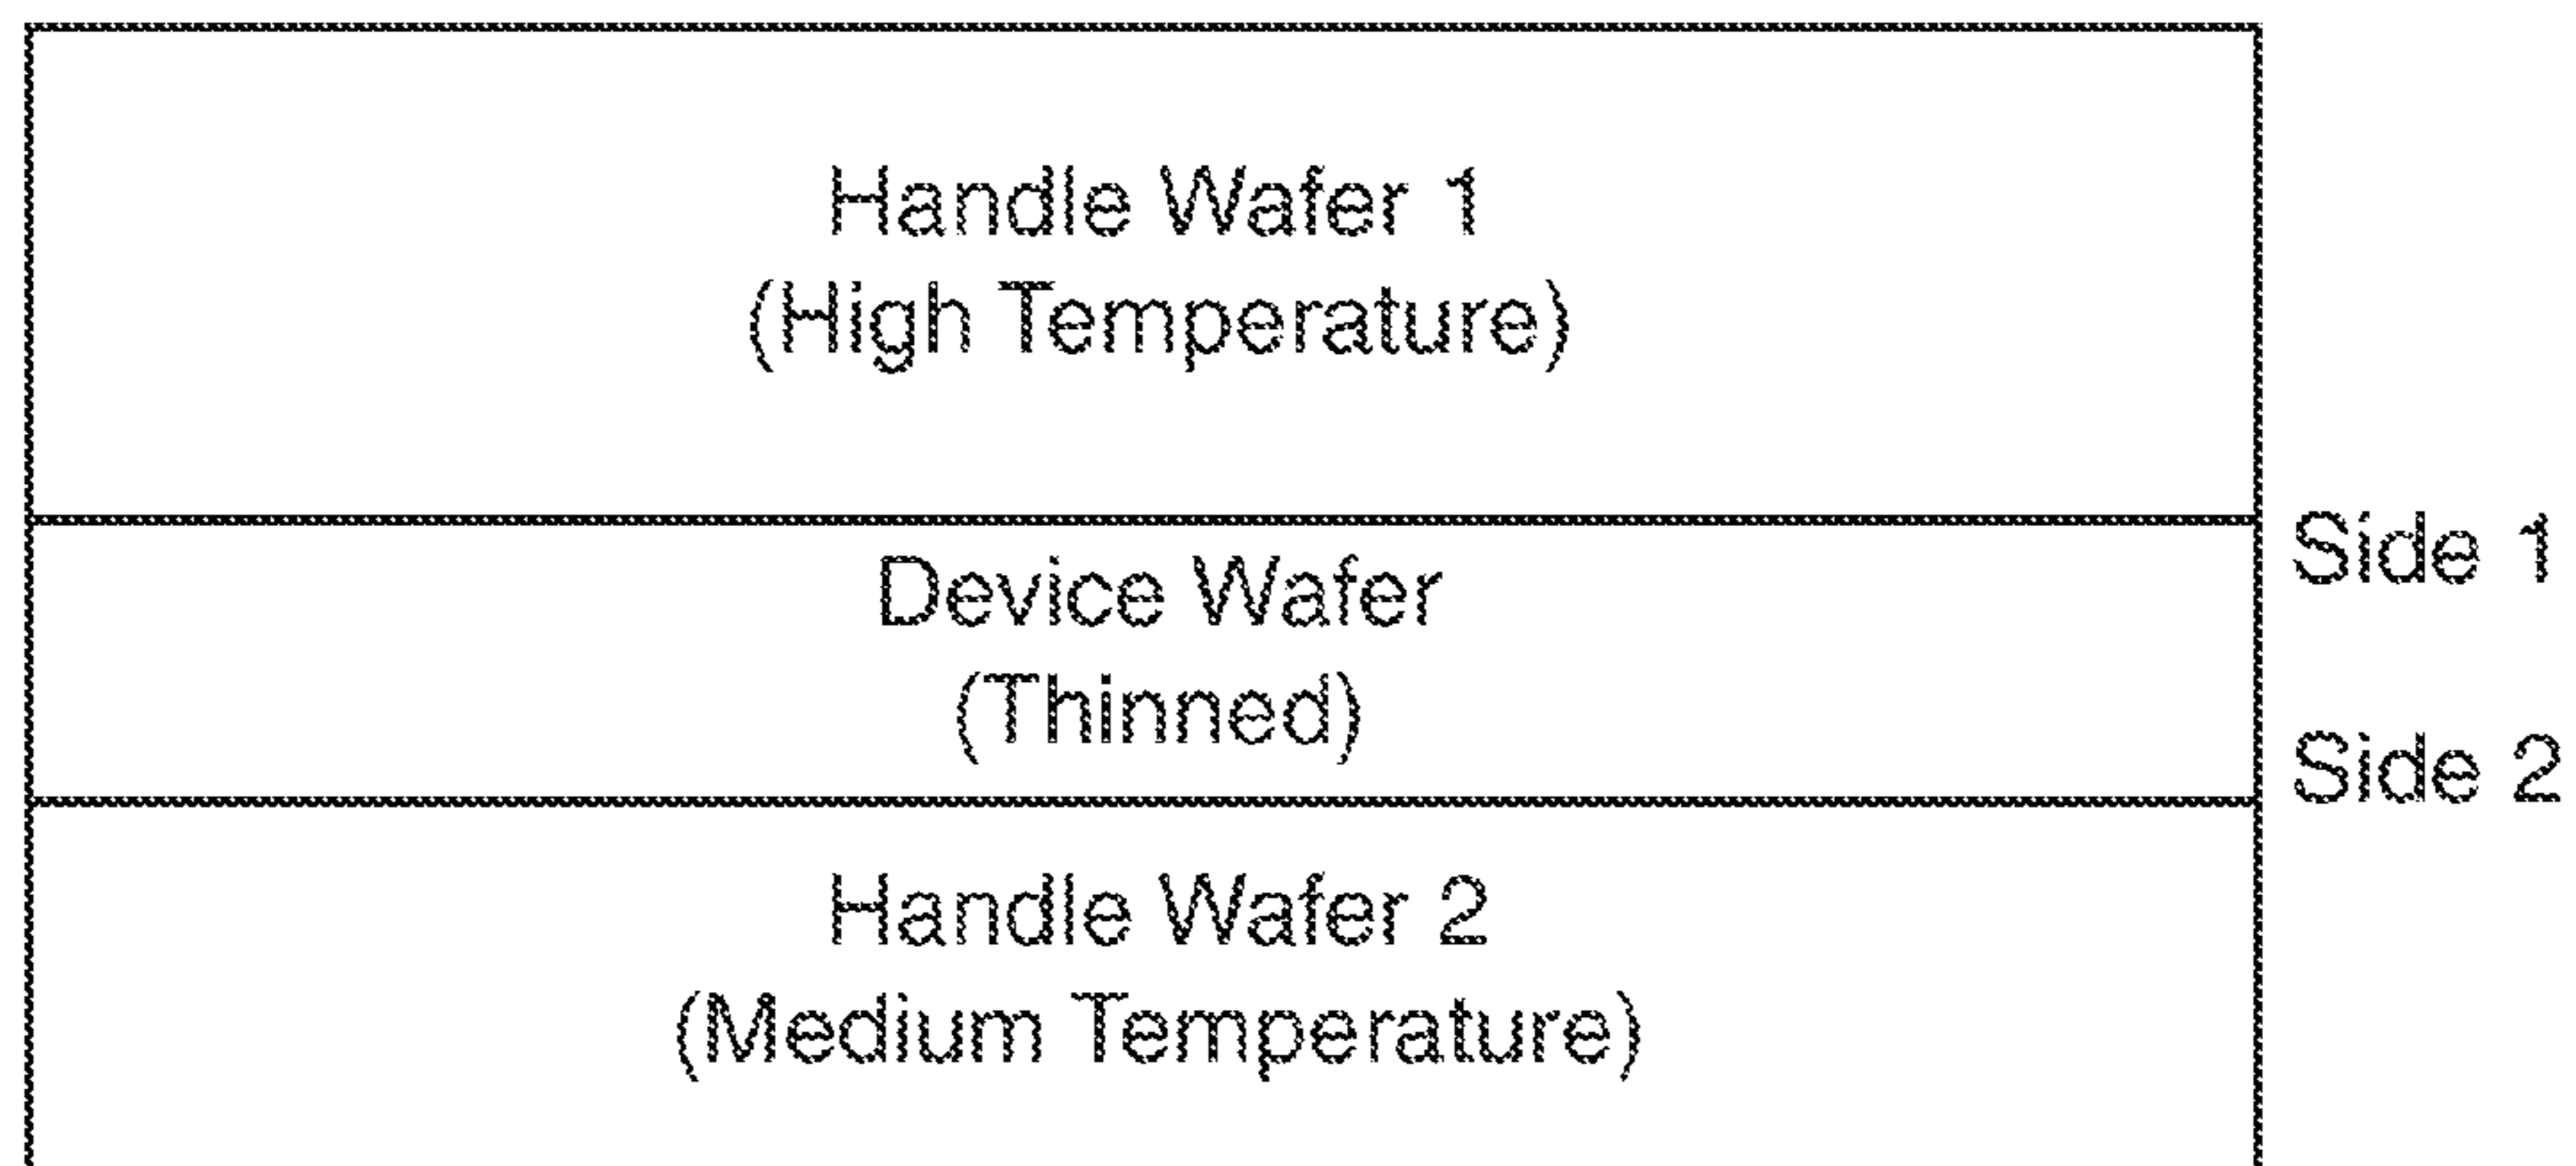 Handle Wafer 1
(High Temperature)
Side 1
Device Wafer
(Thinned)
Side 2
Handle Wafer 2
(Medium Temperature)